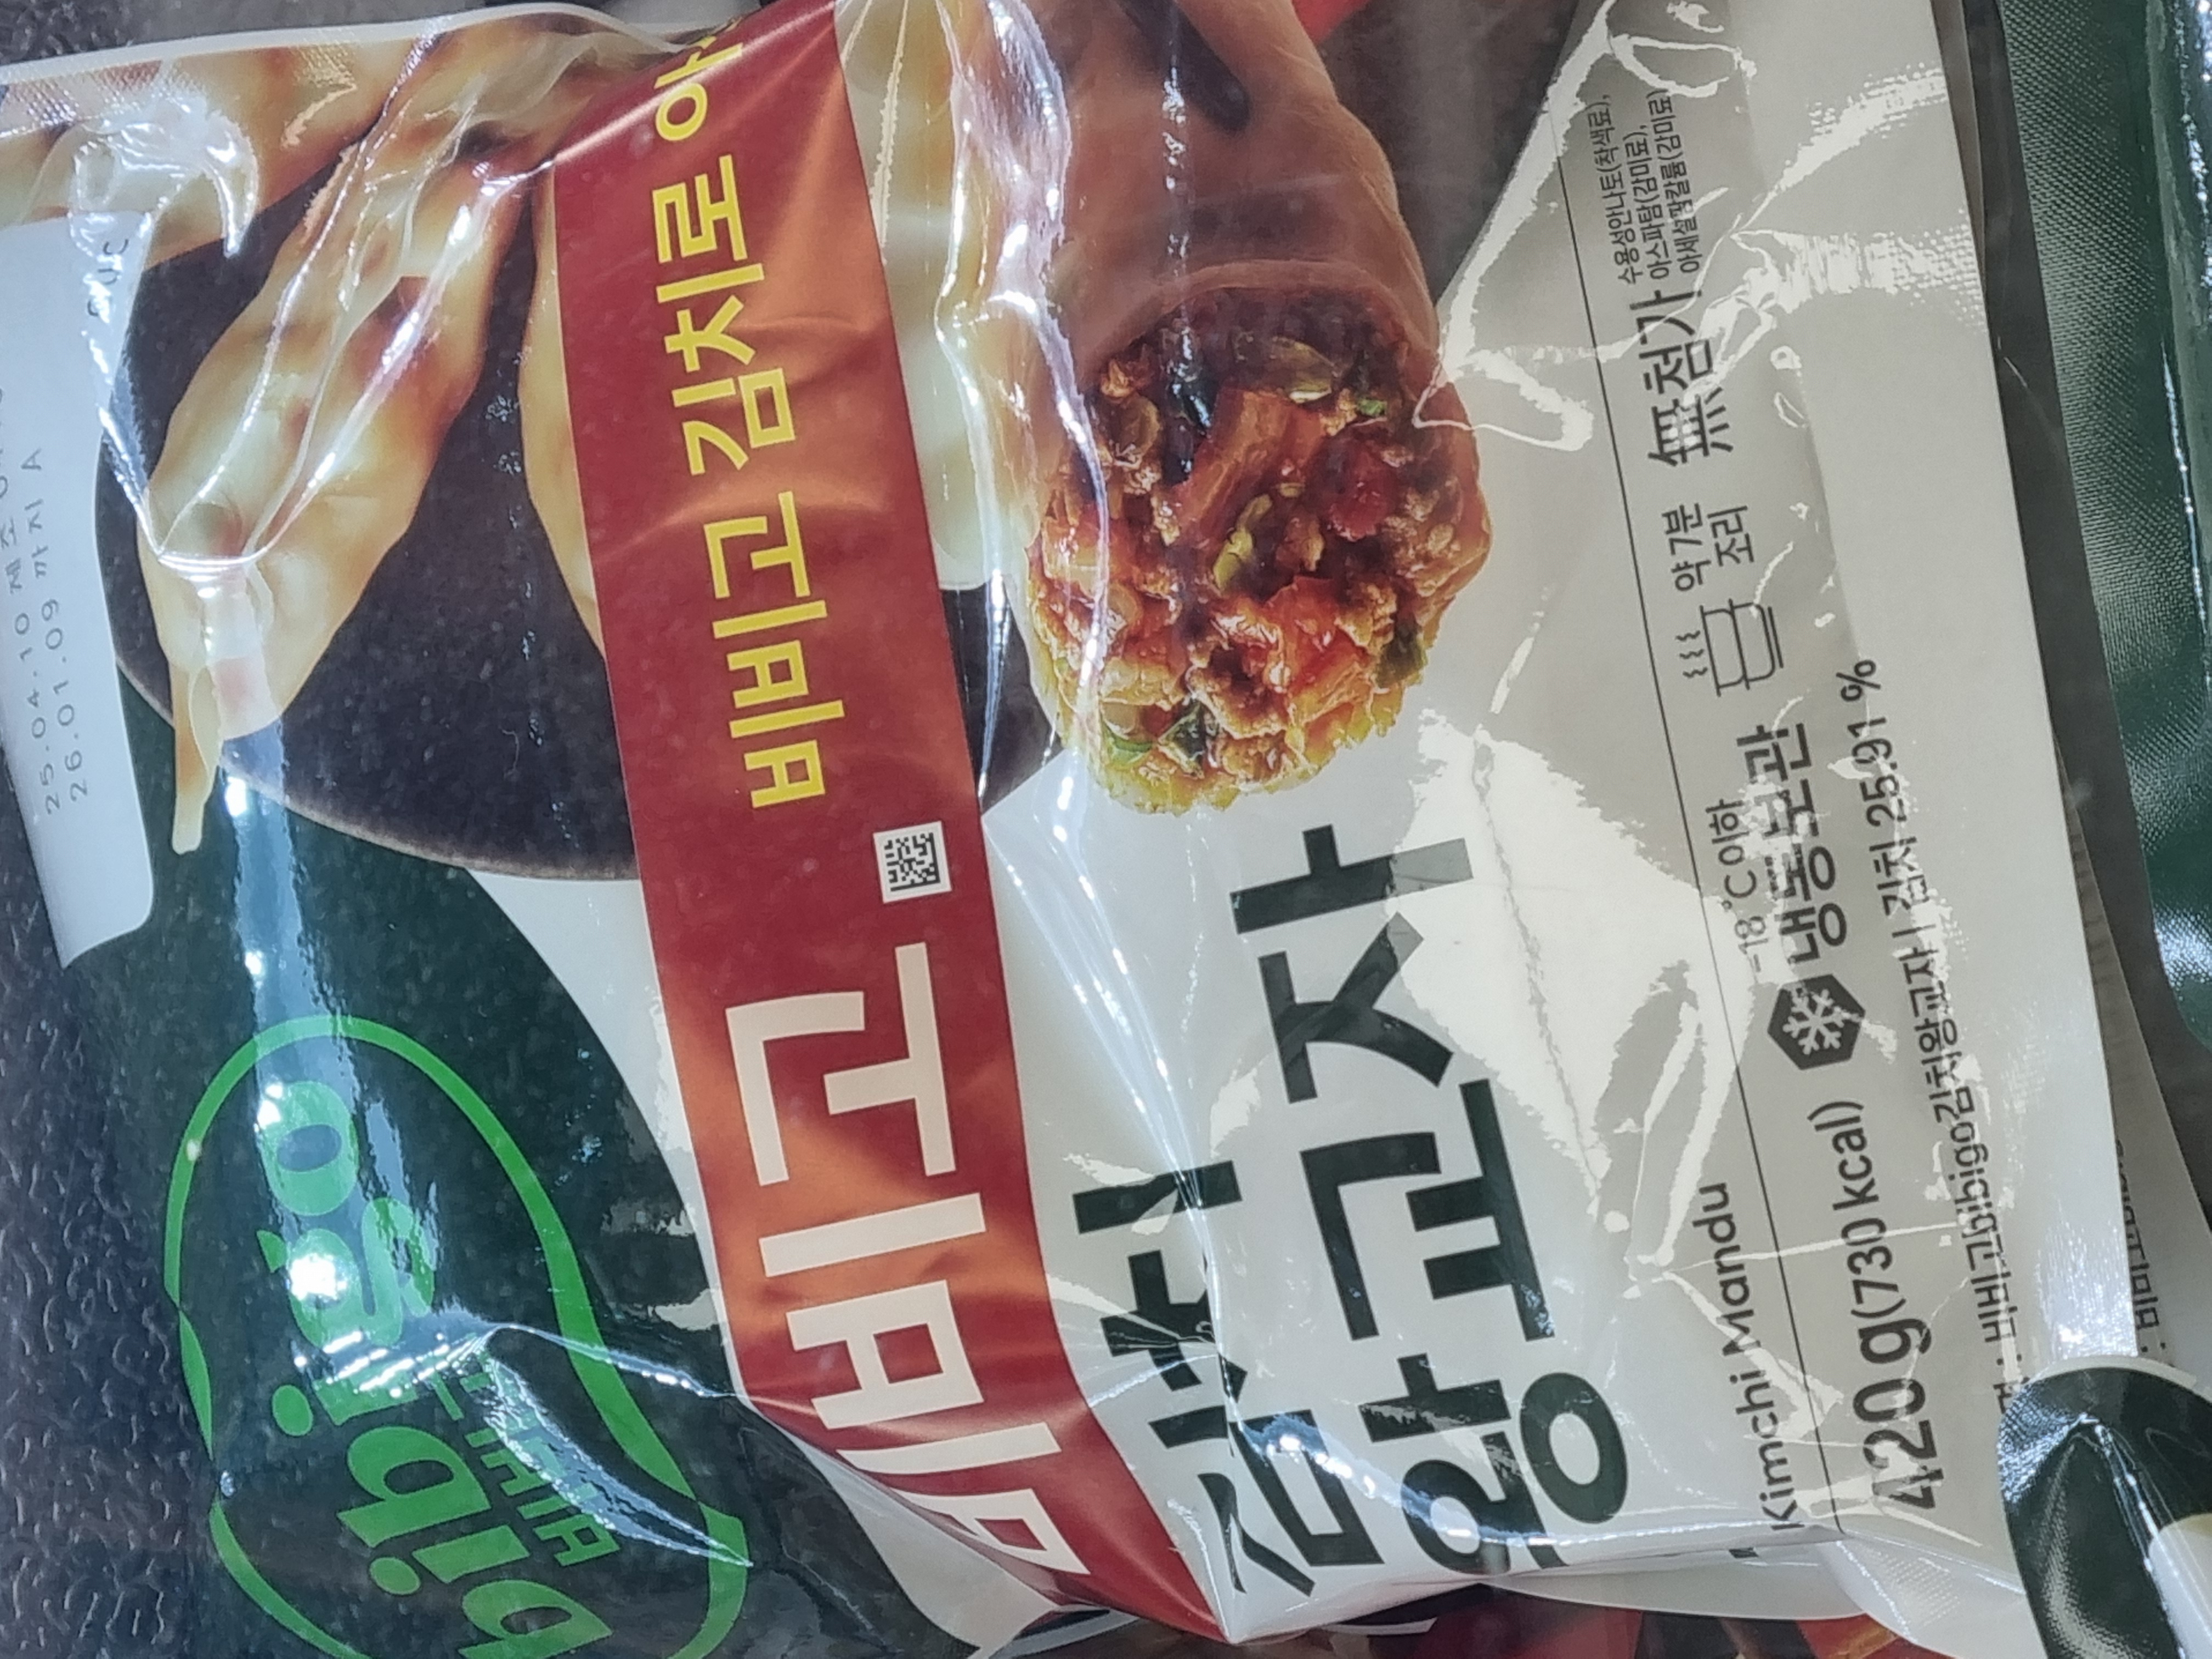 25.04.10 제조
26.01.09 까지 A
bibigo
비비고
비비고 김치로
비비고
김치
왕교자
Kimchi Mandu
420 g(730 kcal)
-18℃이하
냉동보관
약 7분
조리
無첨가
수용성안나토(착색료),
아스파탐(감미료),
아세설팜칼륨(감미료)
비비고bibigo김치왕교자 | 김치 25.91 %